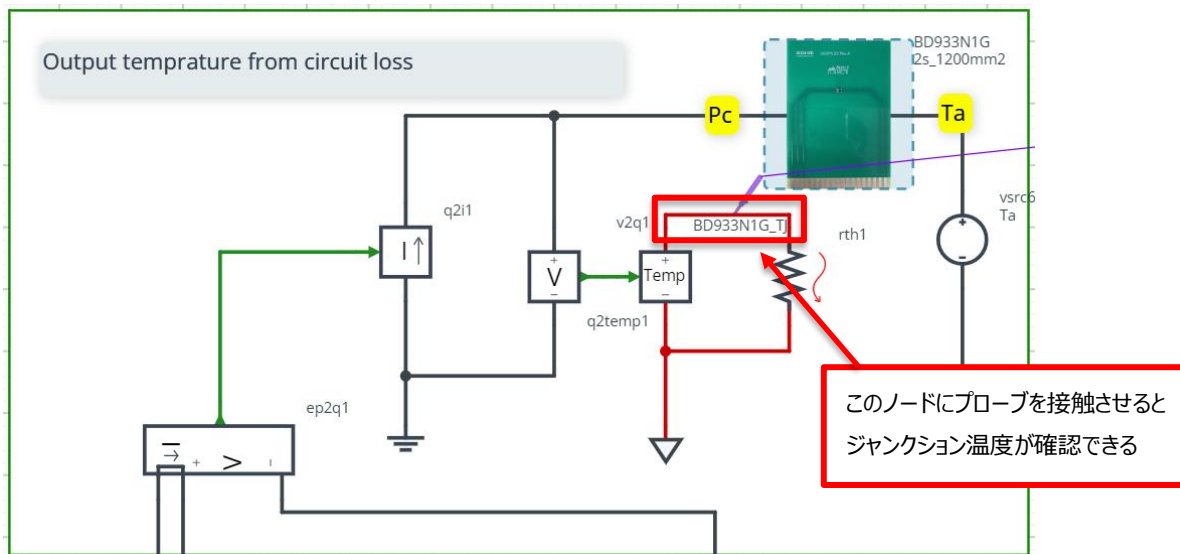 Output temprature from circuit loss
BD933N1G
2s_1200mm2
Pc
Ta
q2i1
v2q1
BD933N1G_TJ
rth1
vsrc6
Ta
I↑
+
V
−
+
Temp
−
+
-
q2temp1
ep2q1
I
+
V
I
このノードにプローブを接触させると
ジャンクション温度が確認できる